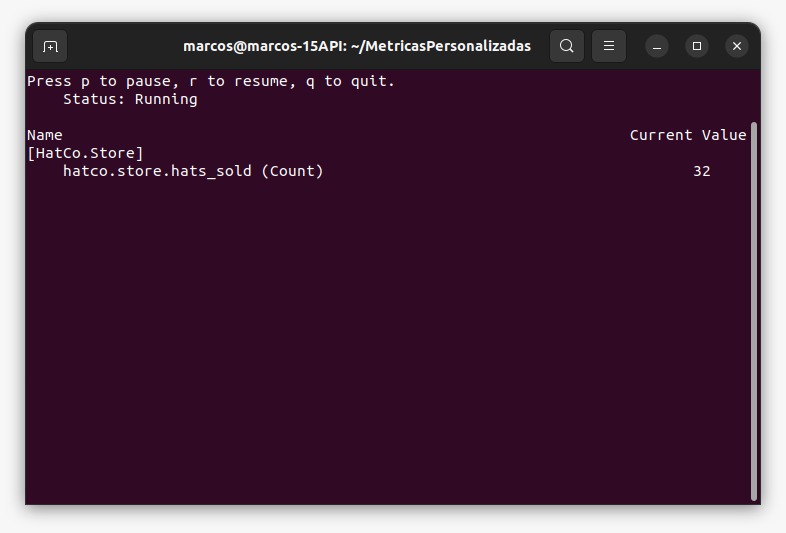 marcos@marcos-15API: ~/MetricasPersonalizadas
Press p to pause, r to resume, q to quit.
    Status: Running
Name                                                               Current Value
[HatCo.Store]
    hatco.store.hats_sold (Count)                                         32